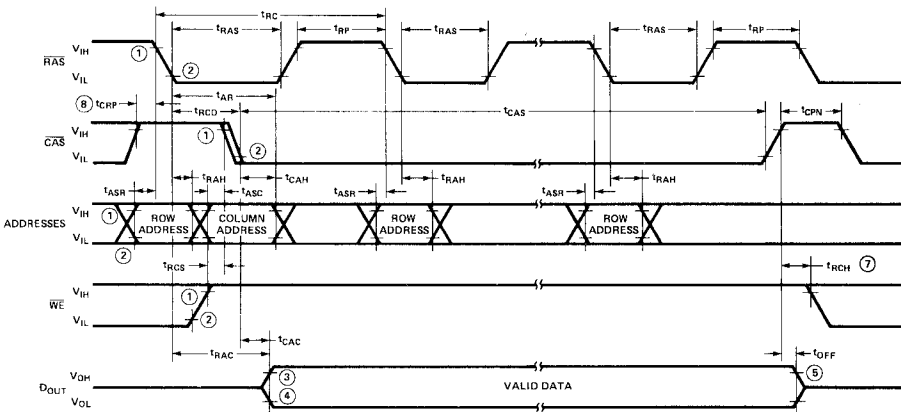 tRC
tRAS tRP tRAS tRAS tRP
RAS VIH ①
VIL ②
tAR
⑧ tCRP tRCD tCAS tCPN
CAS VIH ①
VIL ②
tRAH tCAH tRAH tRAH
tASR tASC tASR tASR
ADDRESSES VIH ① ROW ADDRESS COLUMN ADDRESS ROW ADDRESS ROW ADDRESS
VIL ②
tRCS tRCH ⑦
WE VIH ①
VIL ②
tCAC
tRAC tOFF
DOUT VOH ③ VALID DATA ⑤
VOL ④